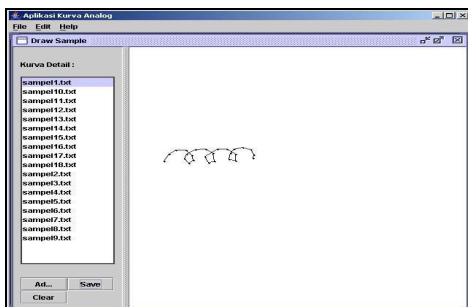 Aplikasi Kurva Analog
File Edit Help
Draw Sample
Kurva Detail :
sampel1.txt
sampel10.txt
sampel11.txt
sampel12.txt
sampel13.txt
sampel14.txt
sampel15.txt
sampel16.txt
sampel17.txt
sampel18.txt
sampel2.txt
sampel3.txt
sampel4.txt
sampel5.txt
sampel6.txt
sampel7.txt
sampel8.txt
sampel9.txt
Ad... Save
Clear